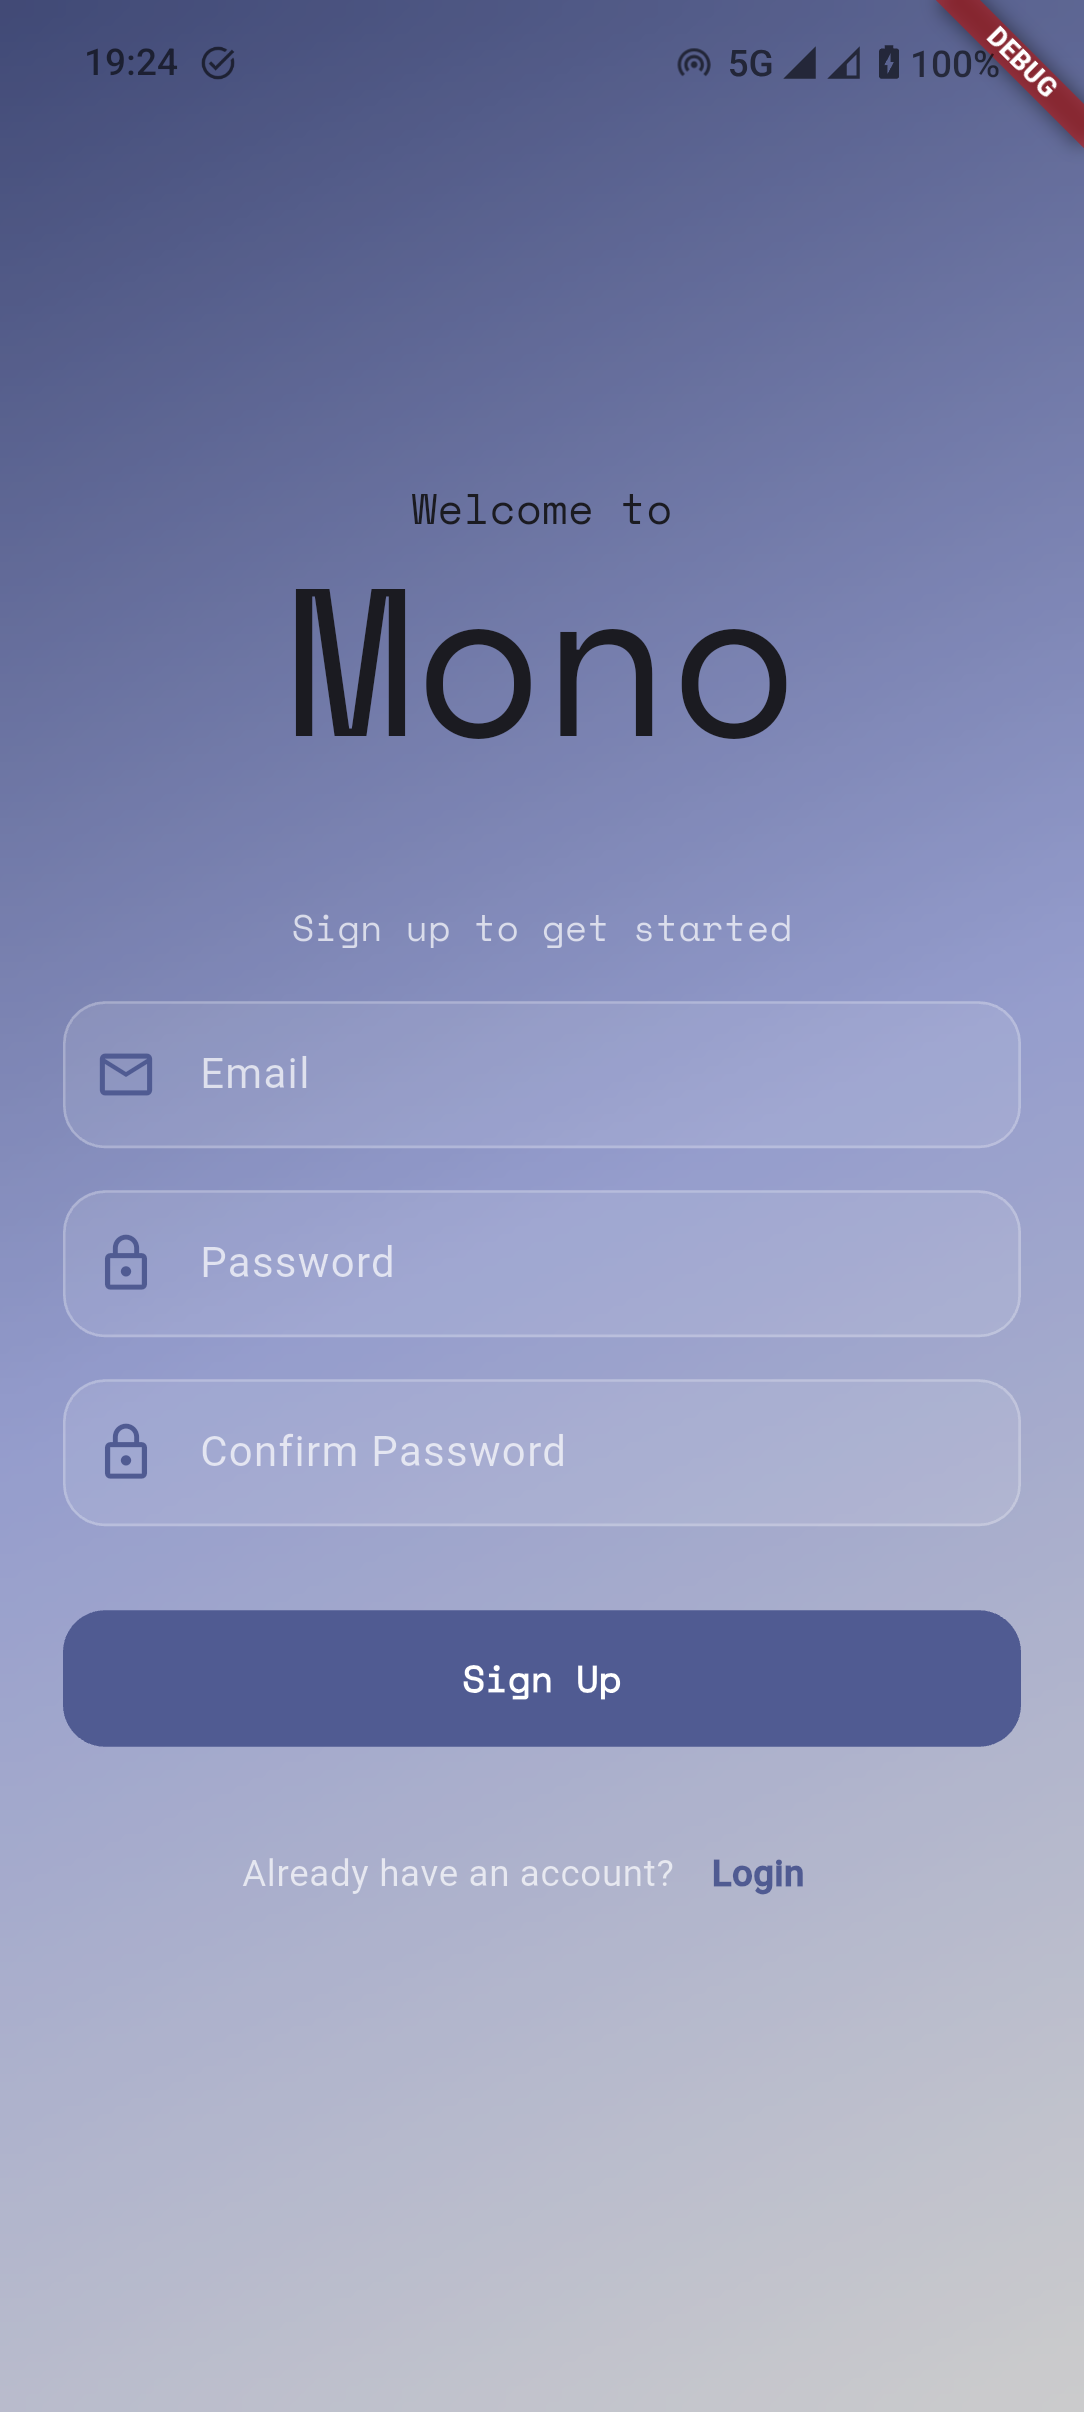 19:24 5G 100%
DEBUG
Welcome to
Mono
Sign up to get started
Email
Password
Confirm Password
Sign Up
Already have an account? Login